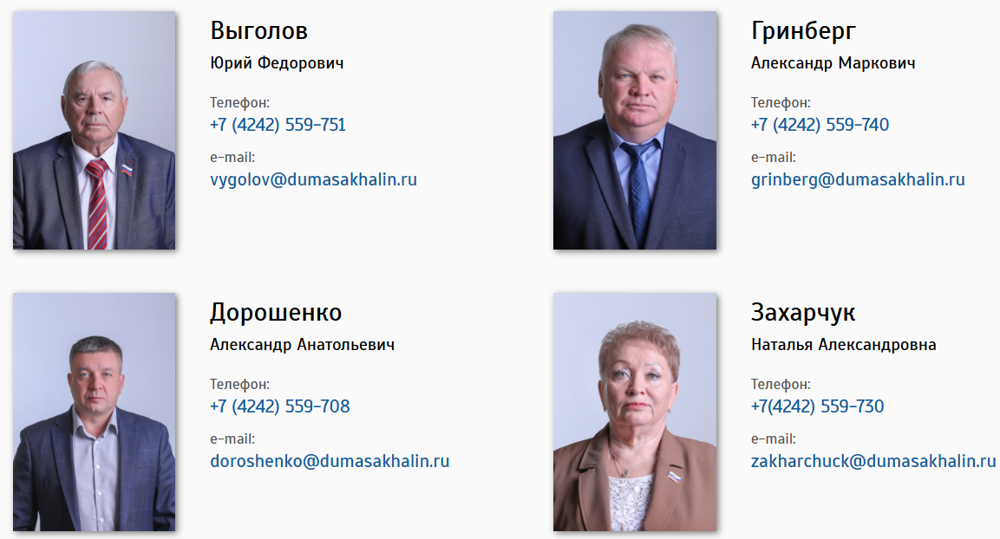 Выголов
Юрий Федорович
Телефон:
+7 (4242) 559-751
e-mail:
vygolov@dumasakhalin.ru
Гринберг
Александр Маркович
Телефон:
+7 (4242) 559-740
e-mail:
grinberg@dumasakhalin.ru
Дорошенко
Александр Анатольевич
Телефон:
+7 (4242) 559-708
e-mail:
doroshenko@dumasakhalin.ru
Захарчук
Наталья Александровна
Телефон:
+7(4242) 559-730
e-mail:
zakharchuck@dumasakhalin.ru